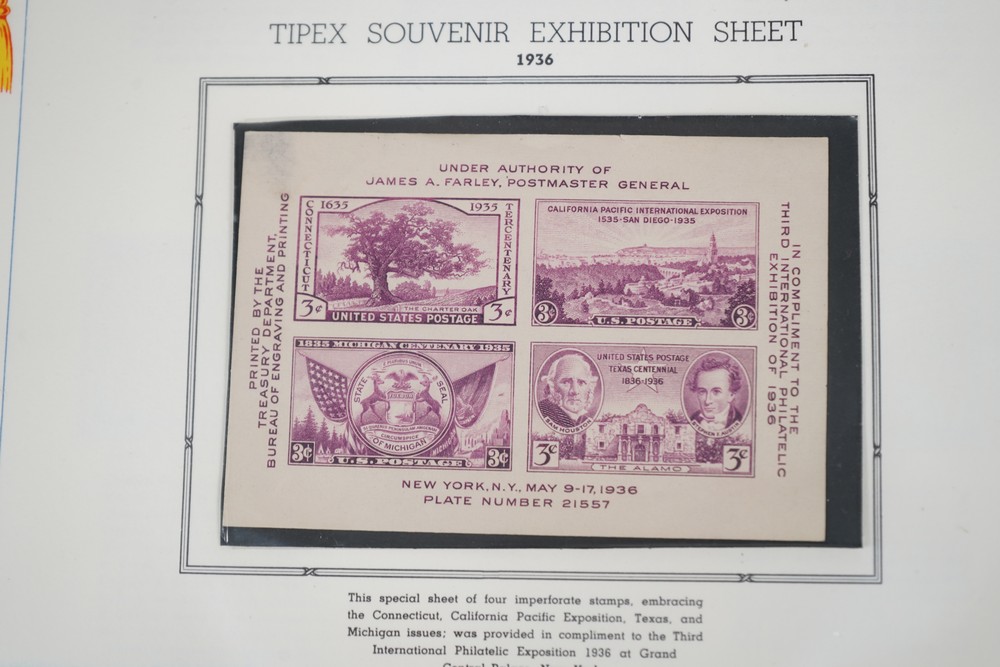 TIPEX SOUVENIR EXHIBITION SHEET
1936
UNDER AUTHORITY OF
JAMES A. FARLEY, POSTMASTER GENERAL
PRINTED BY THE
TREASURY DEPARTMENT,
BUREAU OF ENGRAVING AND PRINTING
CONNECTICUT
1635
1935
TERCENTENARY
THE CHARTER OAK
3¢
3¢
UNITED STATES POSTAGE
CALIFORNIA PACIFIC INTERNATIONAL EXPOSITION
1535-SAN DIEGO-1935
3¢
U.S. POSTAGE
3¢
1835 MICHIGAN CENTENARY 1935
STATE
SEAL
OF MICHIGAN
CIRCUMSPICE
3¢
U.S. POSTAGE
3¢
UNITED STATES POSTAGE
TEXAS CENTENNIAL
1836-1936
SAM HOUSTON
STEPHEN F. AUSTIN
3¢
THE ALAMO
3¢
IN COMPLIMENT TO THE
THIRD INTERNATIONAL PHILATELIC
EXHIBITION OF 1936
NEW YORK, N.Y., MAY 9-17, 1936
PLATE NUMBER 21557
This special sheet of four imperforate stamps, embracing
the Connecticut, California Pacific Exposition, Texas, and
Michigan issues; was provided in compliment to the Third
International Philatelic Exposition 1936 at Grand